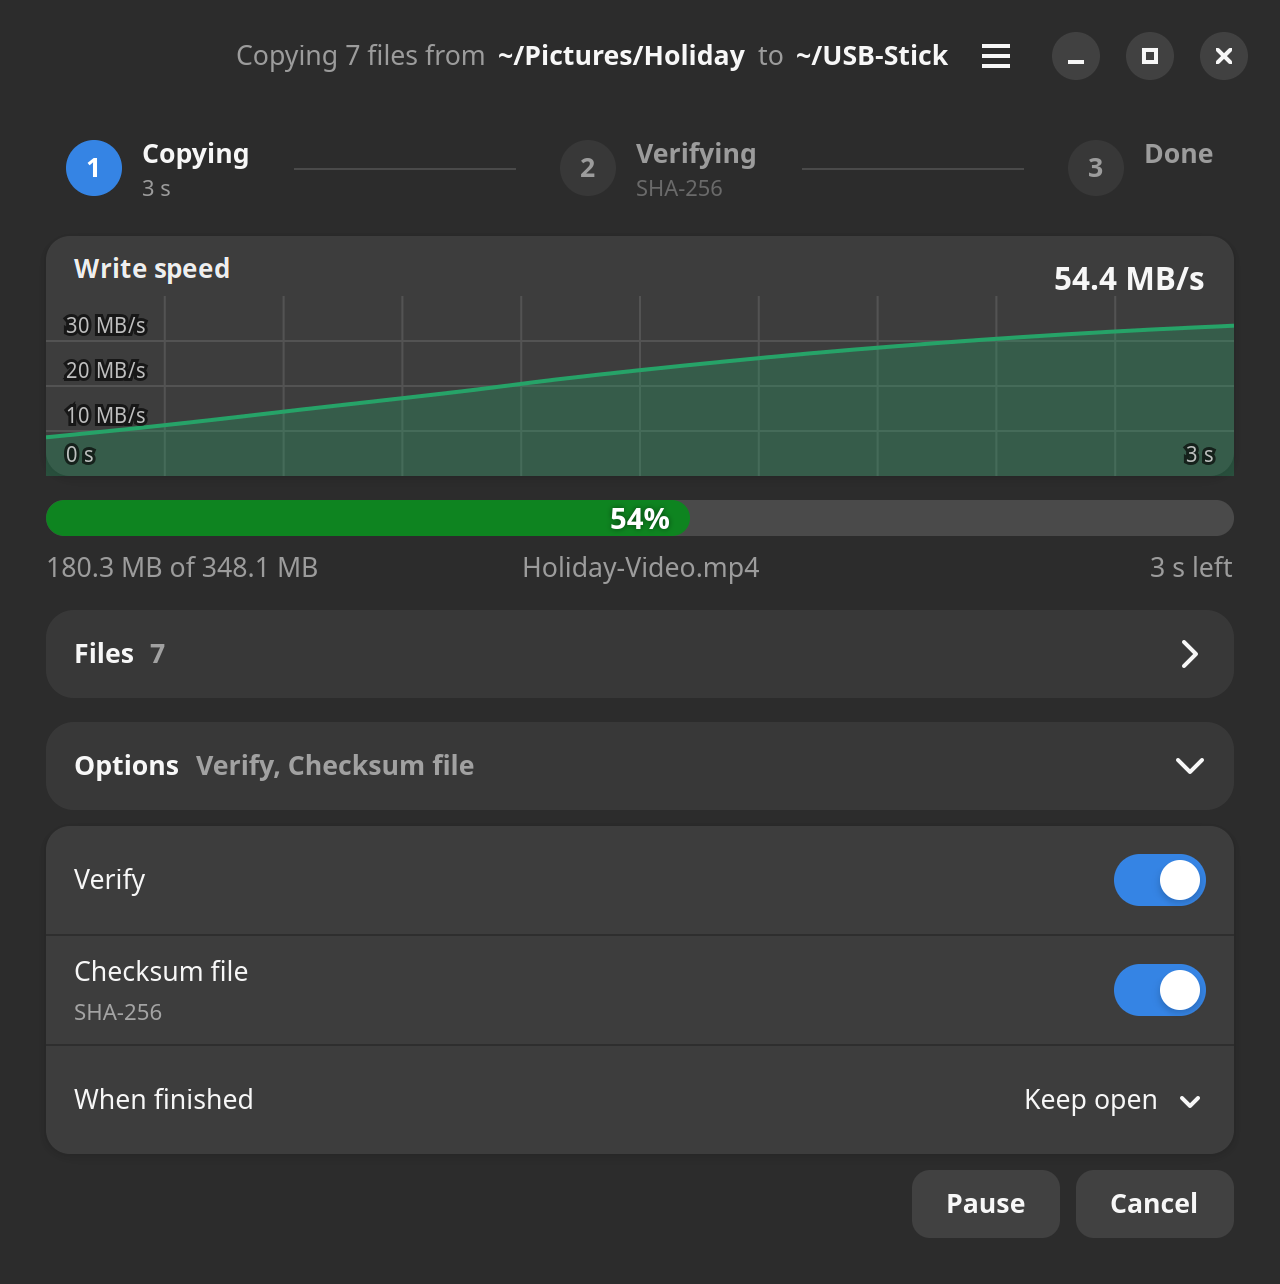 Copying 7 files from ~/Pictures/Holiday to ~/USB-Stick
1 Copying
3 s
2 Verifying
SHA-256
3 Done
Write speed
54.4 MB/s
30 MB/s
20 MB/s
10 MB/s
0 s
3 s
54%
180.3 MB of 348.1 MB
Holiday-Video.mp4
3 s left
Files 7
Options Verify, Checksum file
Verify
Checksum file
SHA-256
When finished
Keep open
Pause
Cancel